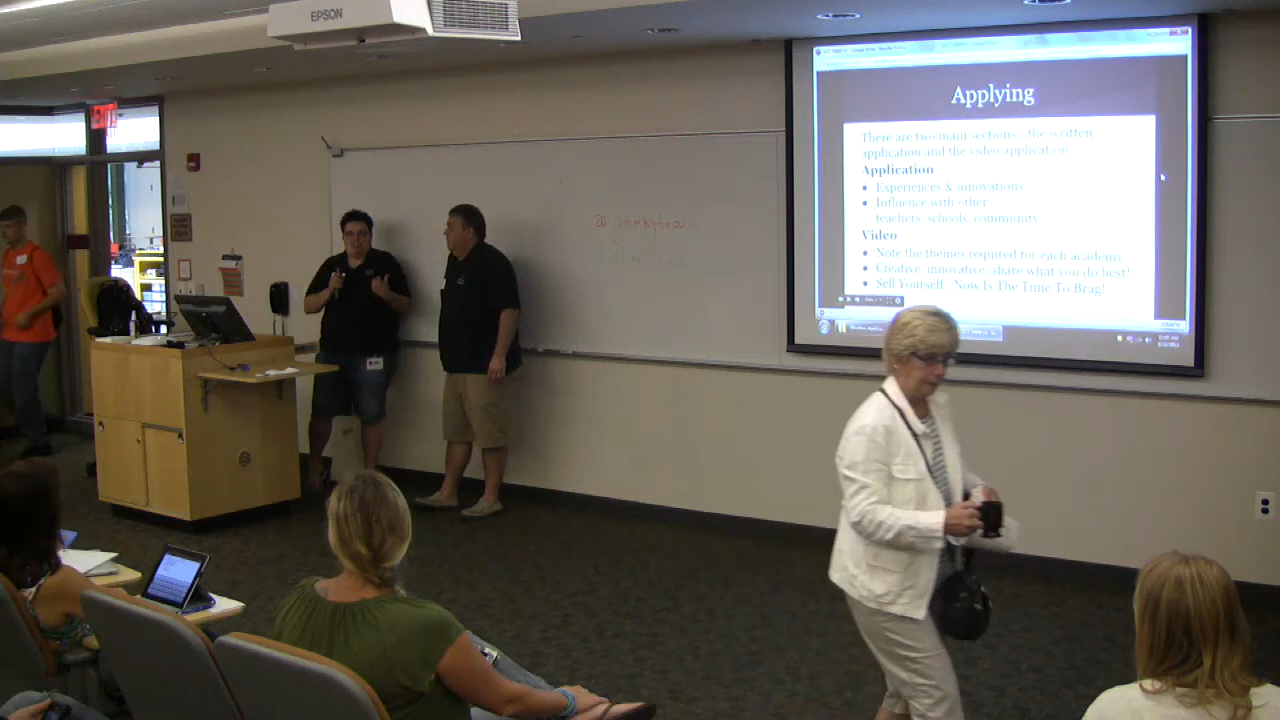 EPSON
EXIT
Applying
There are two main sections - the written
application and the video application
Application
Experiences & innovations
Influence with other
teachers, schools, community
Video
Note the themes required for each academy
Creative, innovative, share what you do best!
Sell Yourself - Now Is The Time To Brag!